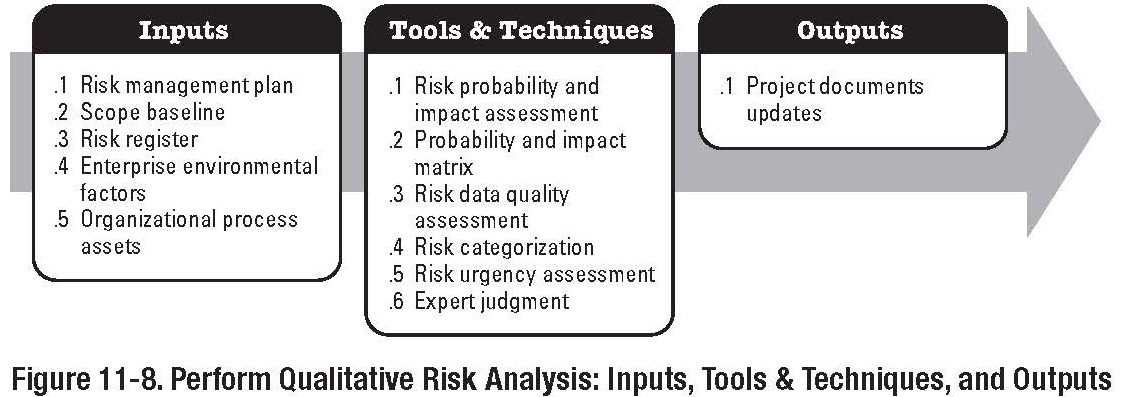 Inputs
.1 Risk management plan
.2 Scope baseline
.3 Risk register
.4 Enterprise environmental
factors
.5 Organizational process
assets
Tools & Techniques
.1 Risk probability and
impact assessment
.2 Probability and impact
matrix
.3 Risk data quality
assessment
.4 Risk categorization
.5 Risk urgency assessment
.6 Expert judgment
Outputs
.1 Project documents
updates
Figure 11-8. Perform Qualitative Risk Analysis: Inputs, Tools & Techniques, and Outputs